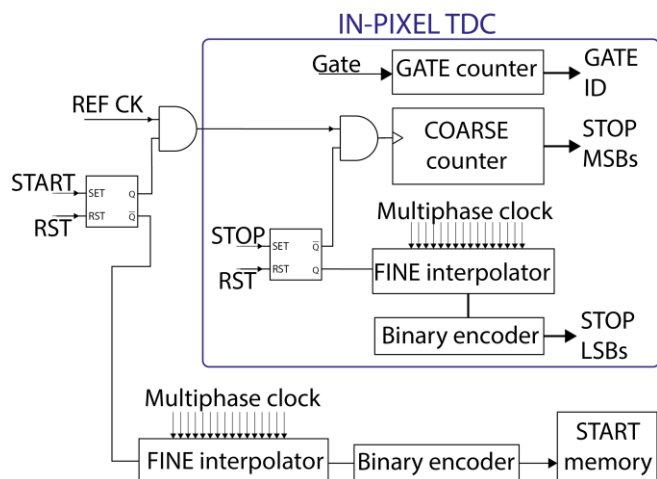 IN-PIXEL TDC
Gate
GATE counter
GATE
ID
REF CK
COARSE
counter
STOP
MSBs
START
SET
Q
RST
RST
Q̅
Multiphase clock
STOP
SET
Q̅
RST
RST
Q
FINE interpolator
Binary encoder
STOP
LSBs
Multiphase clock
FINE interpolator
Binary encoder
START
memory